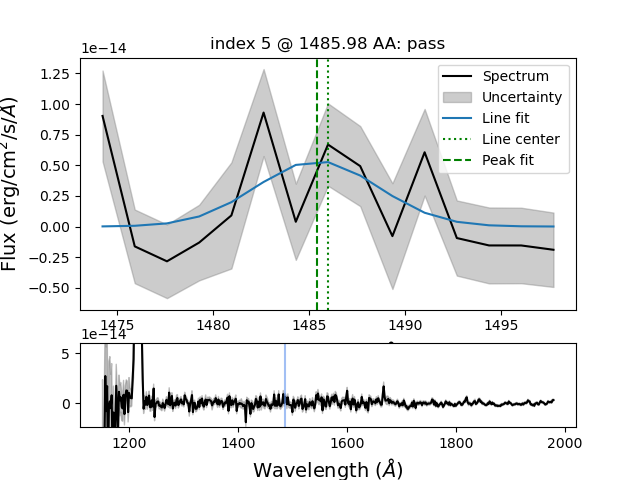 index 5 @ 1485.98 AA: pass
1e−14
Flux (erg/cm²/s/Å)
1.25
1.00
0.75
0.50
0.25
0.00
−0.25
−0.50
Spectrum
Uncertainty
Line fit
Line center
Peak fit
1475 1480 1485 1490 1495
1e−14
5
0
1200 1400 1600 1800 2000
Wavelength (Å)